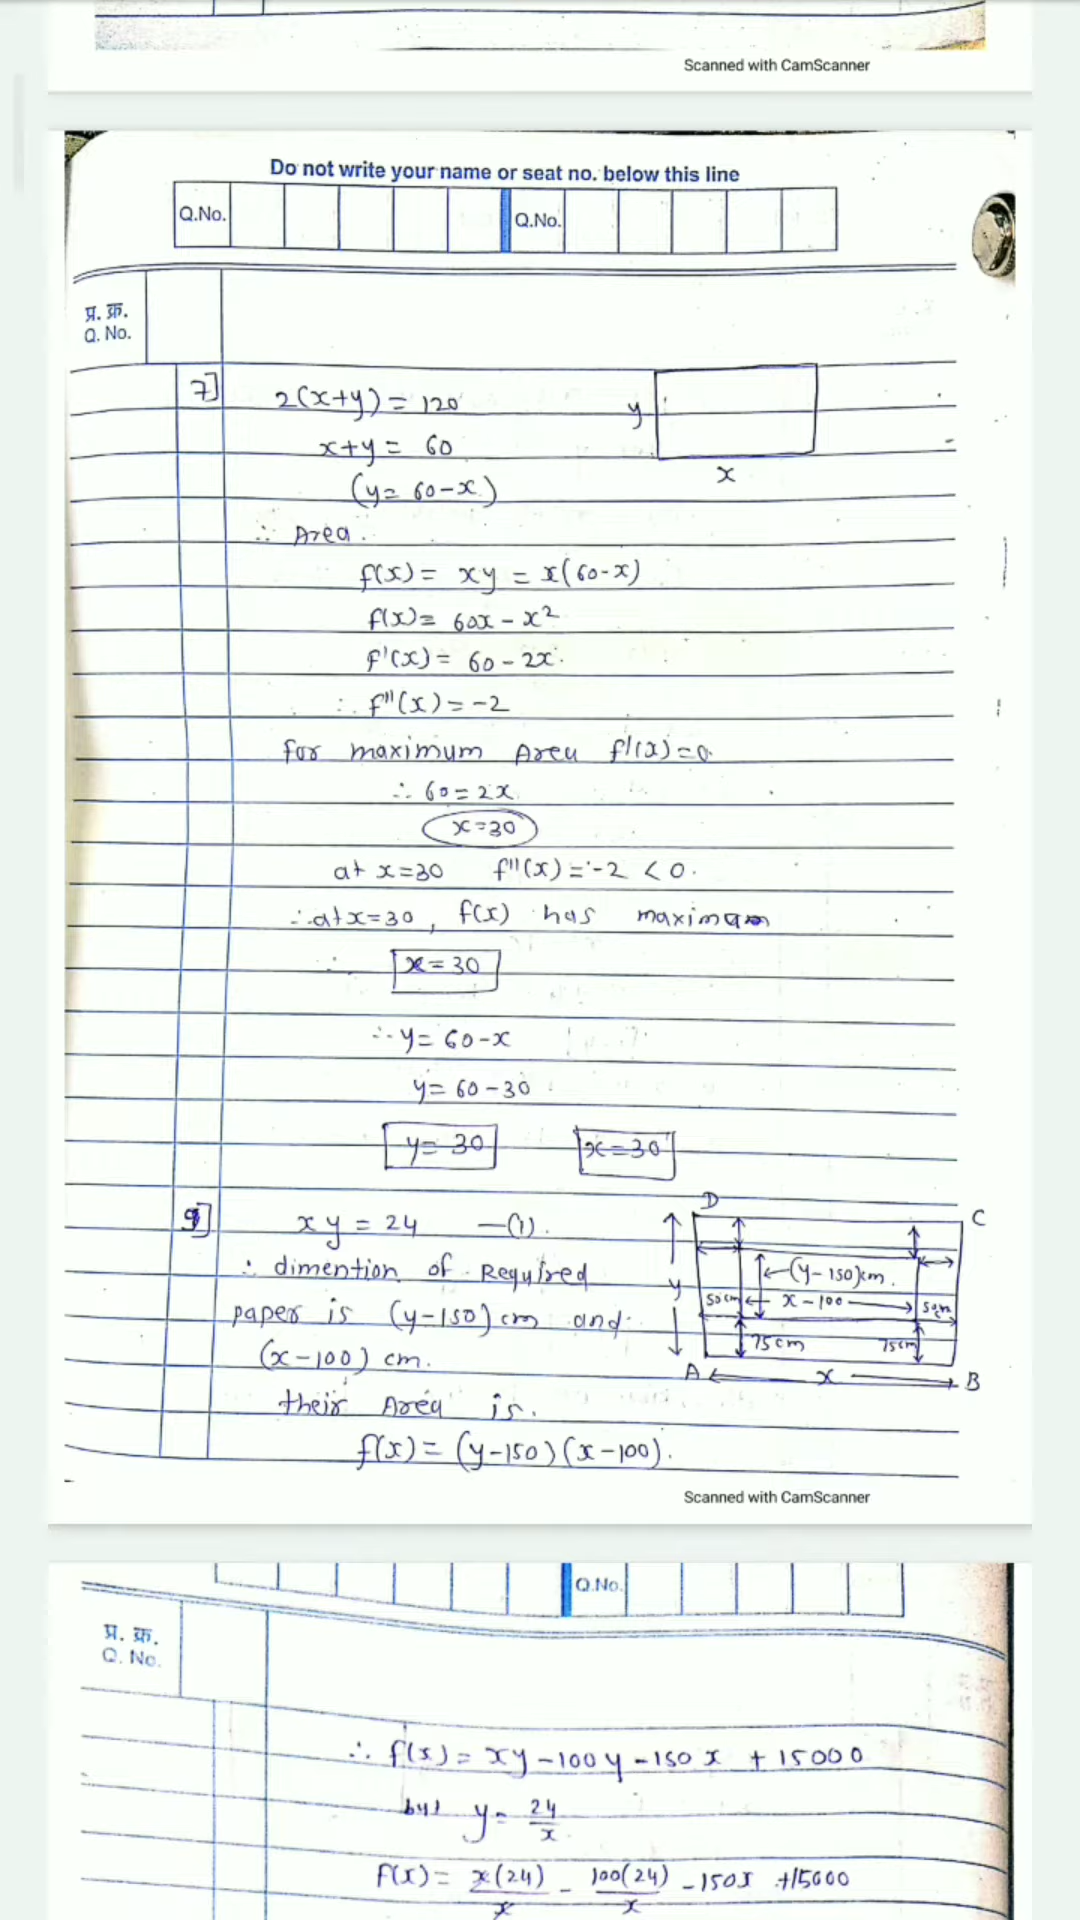 Scanned with CamScanner
Do not write your name or seat no. below this line
Q.No.
Q.No.
प्र. क्र.
Q. No.
7]
2(x+y) = 120
y
x+y = 60
x
(y = 60-x)
∴ Area.
f(x) = xy = x(60-x)
f(x) = 60x - x²
f'(x) = 60 - 2x.
∴ f''(x) = -2
for maximum Area f'(x)=0.
∴ 60 = 2x.
x=30
at x=30 f''(x) = -2 < 0.
∴ at x=30, f(x) has maximum
∴ x = 30
∴ y = 60-x
y = 60-30
y = 30 x = 30
9]
xy = 24 —(1).
D C
∴ dimention of Required
(y-150)cm.
y
50cm x-100 50cm
paper is (y-150) cm and
75cm 75cm
(x-100) cm.
A x B
their Area is.
f(x) = (y-150)(x-100).
Scanned with CamScanner
Q.No.
प्र. क्र.
Q. No.
∴ f(x) = xy - 100y - 150x + 15000
but y = 24/x
f(x) = x(24)/x - 100(24)/x - 150x + 15000